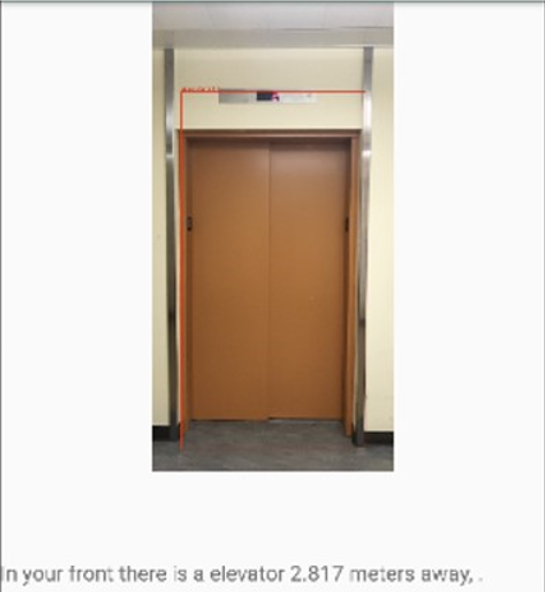 In your front there is a elevator 2.817 meters away, .